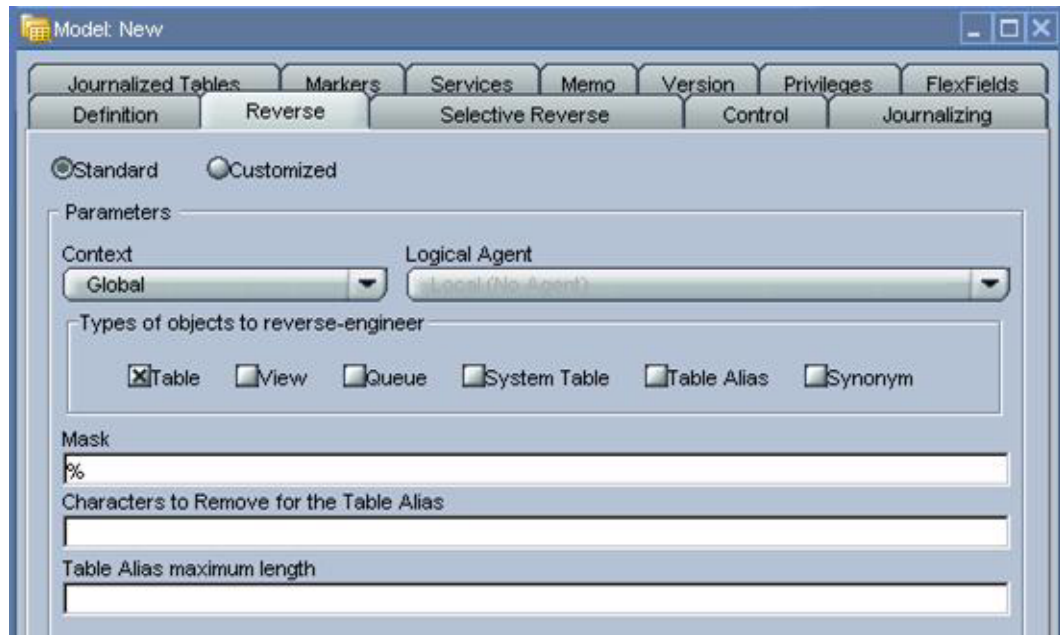 Model: New
Journalized Tables Markers Services Memo Version Privileges FlexFields
Definition Reverse Selective Reverse Control Journalizing
Standard Customized
Parameters
Context Logical Agent
Global Local (No Agent)
Types of objects to reverse-engineer
Table View Queue System Table Table Alias Synonym
Mask
%
Characters to Remove for the Table Alias
Table Alias maximum length